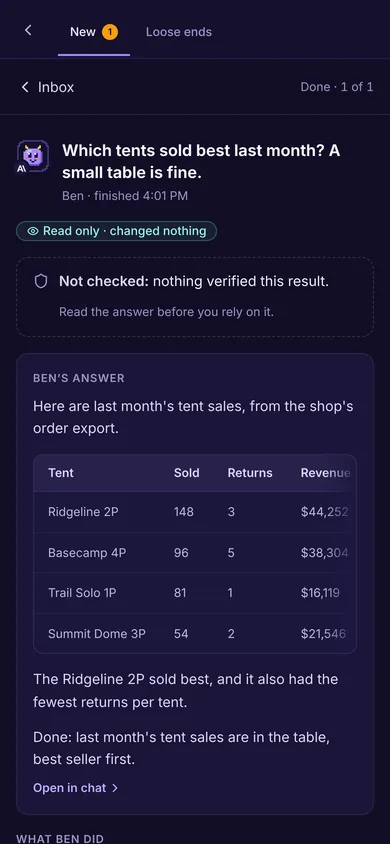 New 1 Loose ends
Inbox Done · 1 of 1
Which tents sold best last month? A
small table is fine.
A\
Ben · finished 4:01 PM
Read only · changed nothing
Not checked: nothing verified this result.
Read the answer before you rely on it.
BEN'S ANSWER
Here are last month's tent sales, from the shop's
order export.
Tent Sold Returns Revenue
Ridgeline 2P 148 3 $44,252
Basecamp 4P 96 5 $38,304
Trail Solo 1P 81 1 $16,119
Summit Dome 3P 54 2 $21,546
The Ridgeline 2P sold best, and it also had the
fewest returns per tent.
Done: last month's tent sales are in the table,
best seller first.
Open in chat
WHAT BEN DID